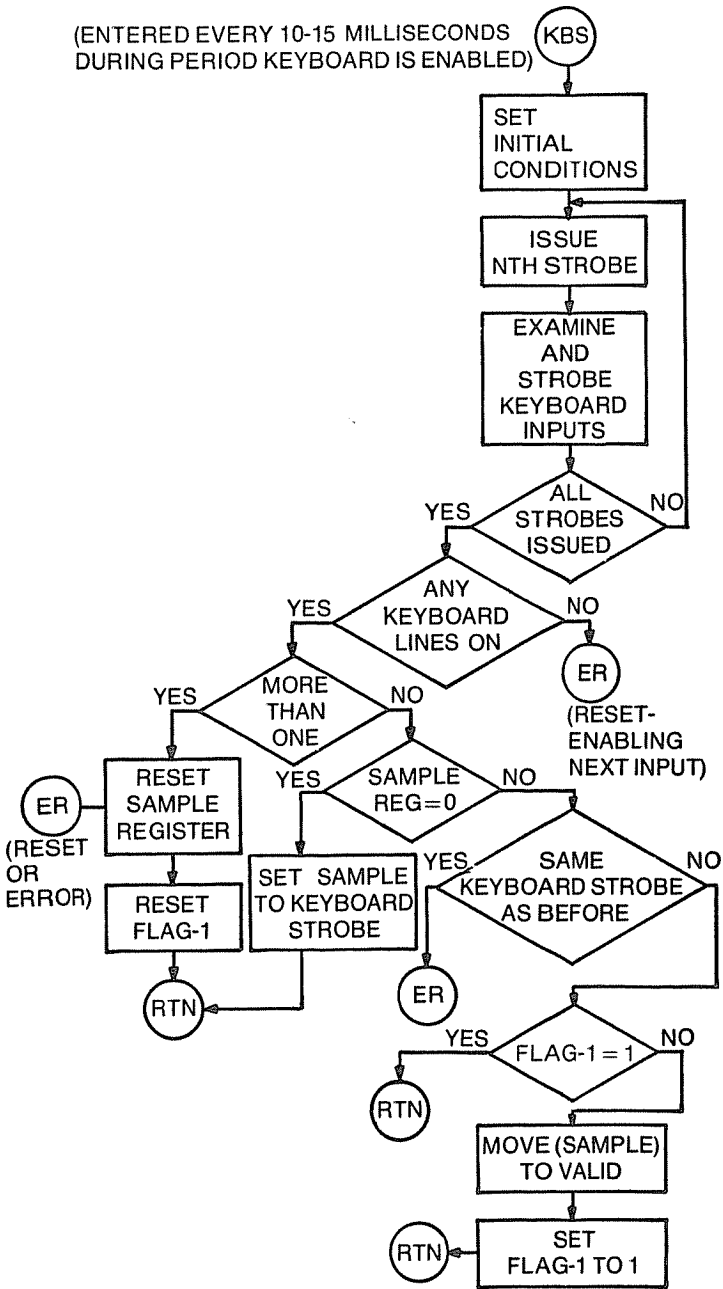 (ENTERED EVERY 10-15 MILLISECONDS
DURING PERIOD KEYBOARD IS ENABLED)
KBS
SET
INITIAL
CONDITIONS
ISSUE
NTH STROBE
EXAMINE
AND
STROBE
KEYBOARD
INPUTS
ALL
STROBES
ISSUED
YES
NO
ANY
KEYBOARD
LINES ON
YES
NO
ER
(RESET-
ENABLING
NEXT INPUT)
MORE
THAN
ONE
YES
NO
ER
(RESET
OR
ERROR)
RESET
SAMPLE
REGISTER
RESET
FLAG-1
RTN
SAMPLE
REG=0
YES
NO
SET SAMPLE
TO KEYBOARD
STROBE
SAME
KEYBOARD STROBE
AS BEFORE
YES
NO
ER
FLAG-1 = 1
YES
NO
RTN
MOVE (SAMPLE)
TO VALID
SET
FLAG-1 TO 1
RTN